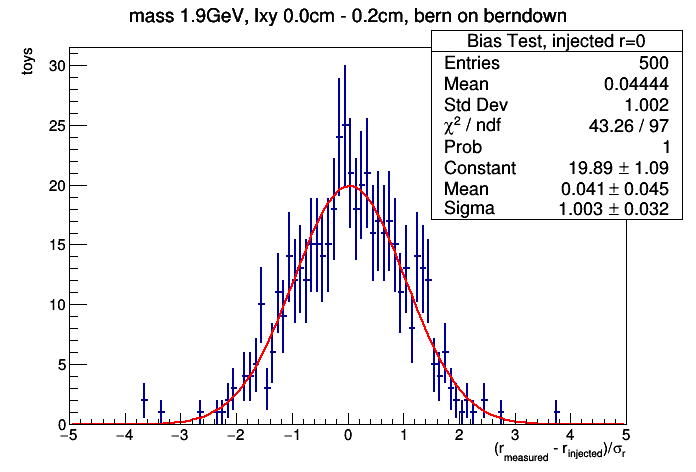 mass 1.9GeV, lxy 0.0cm - 0.2cm, bern on berndown
Bias Test, injected r=0
Entries 500
Mean 0.04444
Std Dev 1.002
χ² / ndf 43.26 / 97
Prob 1
Constant 19.89 ± 1.09
Mean 0.041 ± 0.045
Sigma 1.003 ± 0.032
toys
30
25
20
15
10
5
0
−5 −4 −3 −2 −1 0 1 2 3 4 5
(r_measured - r_injected)/σ_r